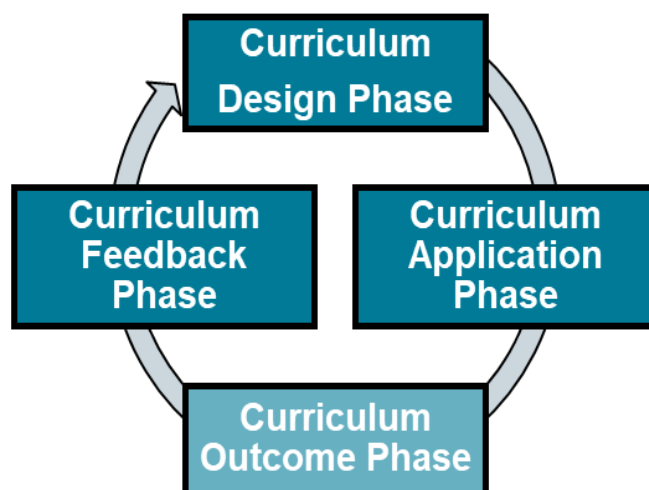 Curriculum
Design Phase
Curriculum
Feedback
Phase
Curriculum
Application
Phase
Curriculum
Outcome Phase